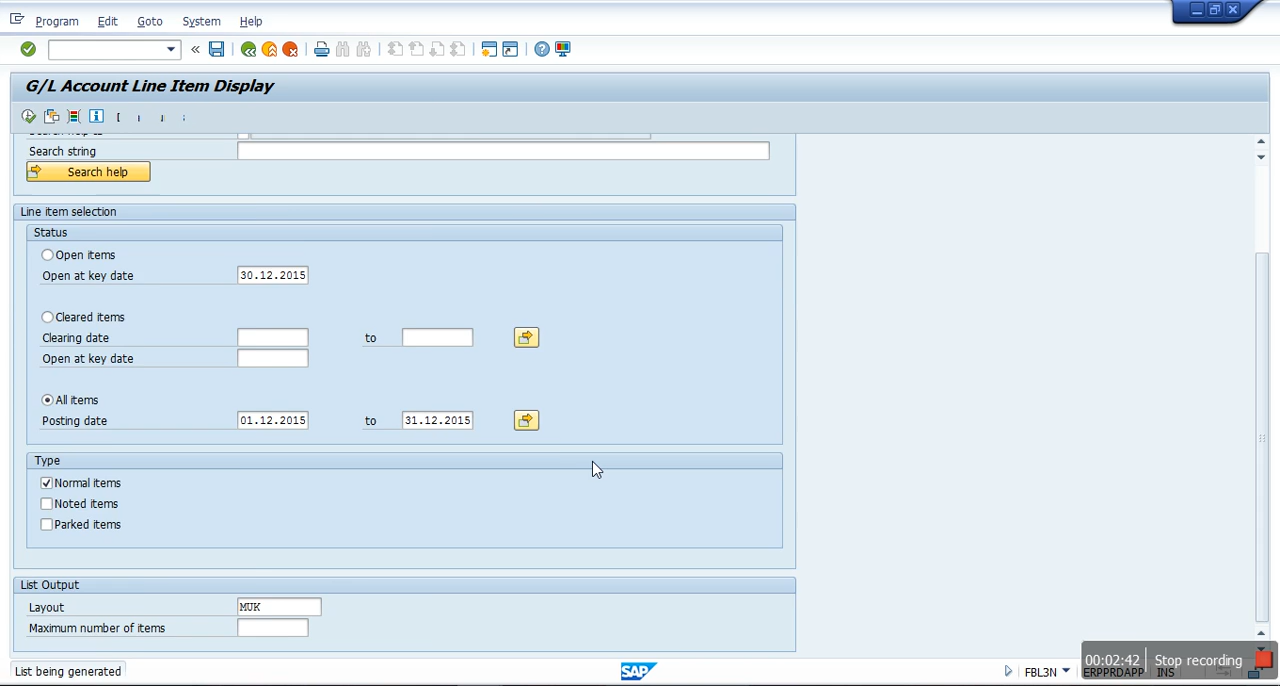 Program Edit Goto System Help
G/L Account Line Item Display
Search string
Search help
Line item selection
Status
Open items
Open at key date 30.12.2015
Cleared items
Clearing date to
Open at key date
All items
Posting date 01.12.2015 to 31.12.2015
Type
Normal items
Noted items
Parked items
List Output
Layout MUK
Maximum number of items
00:02:42 Stop recording
List being generated SAP FBL3N ERPPRDAPP INS